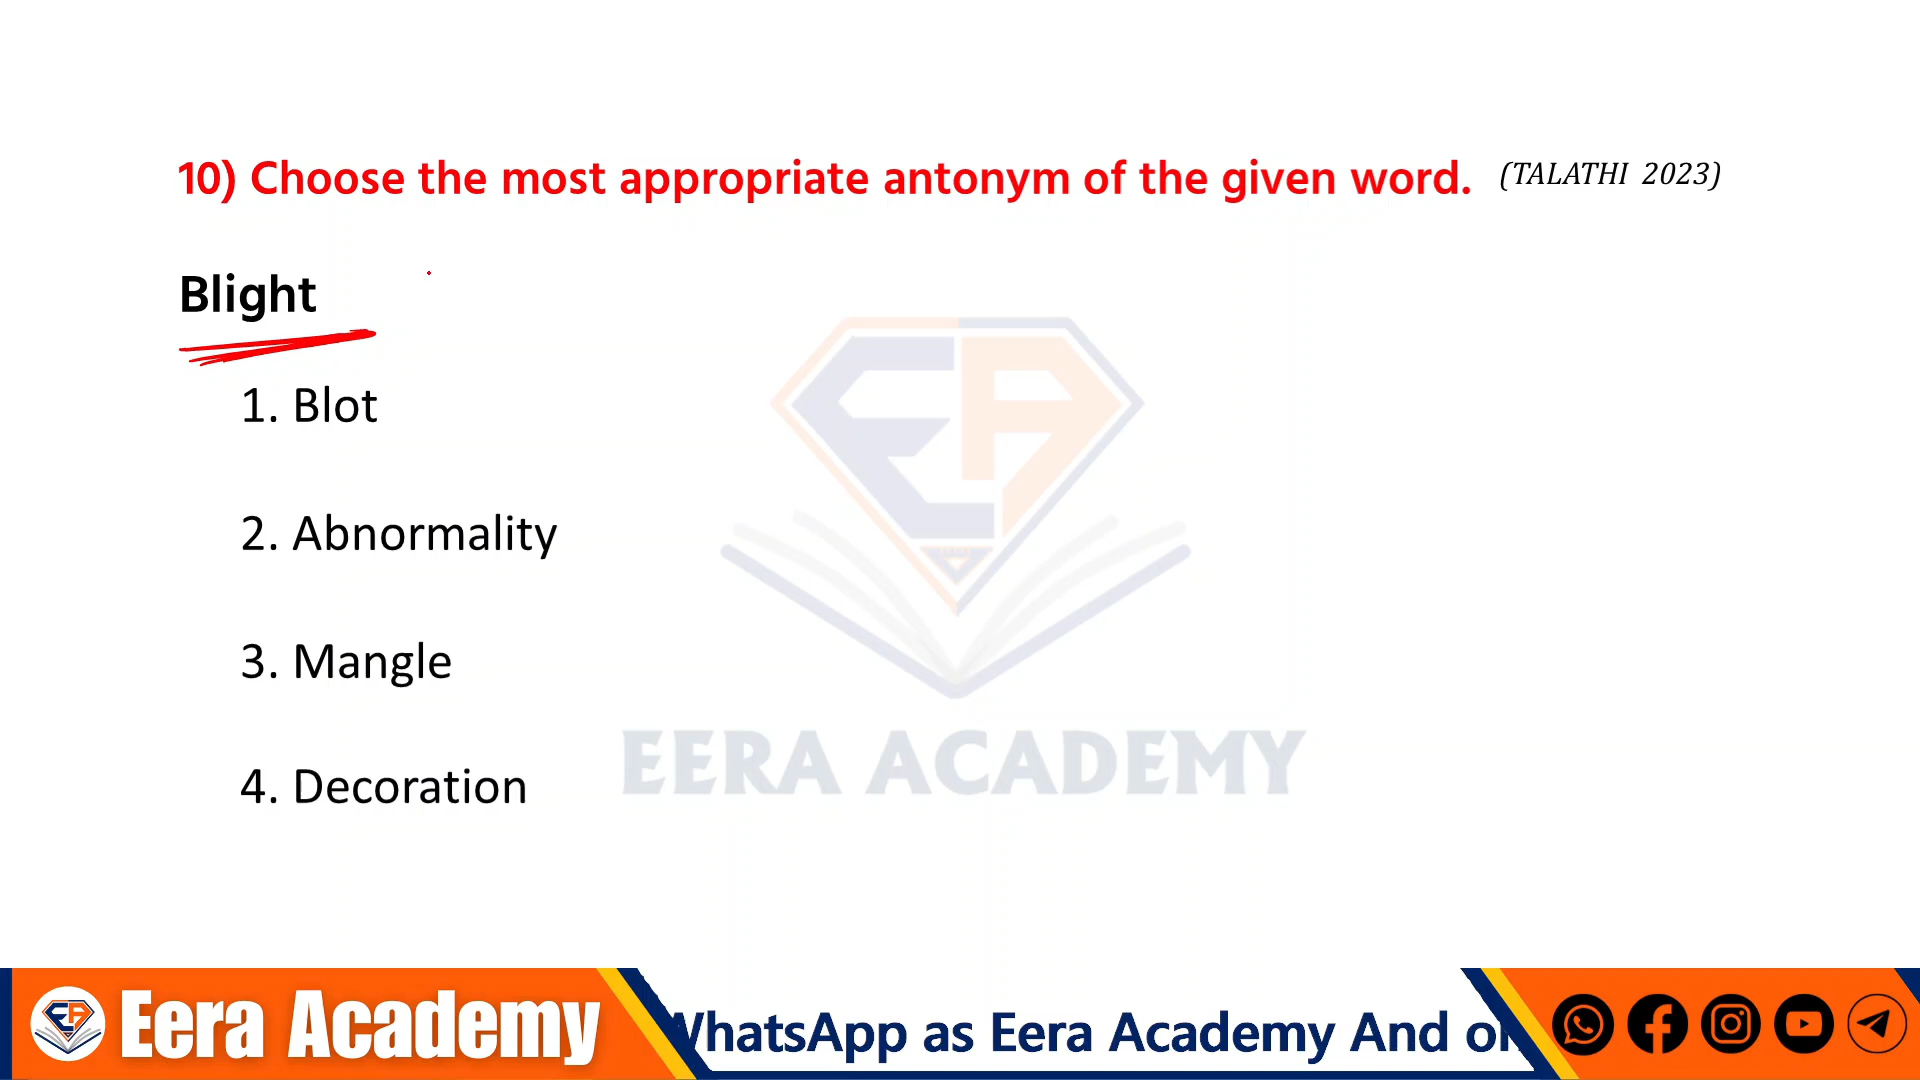 10) Choose the most appropriate antonym of the given word. (TALATHI 2023)
Blight
1. Blot
2. Abnormality
3. Mangle
4. Decoration
EERA ACADEMY
Eera Academy
WhatsApp as Eera Academy And